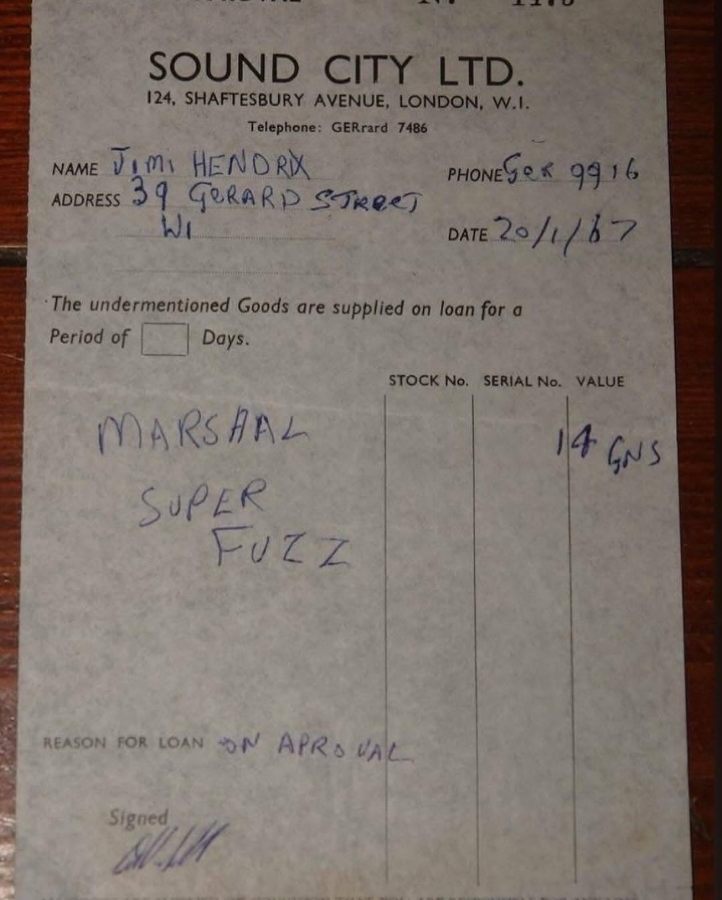 SOUND CITY LTD.
124, SHAFTESBURY AVENUE, LONDON, W.1.
Telephone: GERrard 7486
NAME JIMI HENDRIX PHONE GER 9916
ADDRESS 39 GERARD STREET
W1 DATE 20/1/67
The undermentioned Goods are supplied on loan for a
Period of Days.
STOCK No. SERIAL No. VALUE
MARSHAL 14 GNS
SUPER
FUZZ
REASON FOR LOAN ON APROVAL
Signed